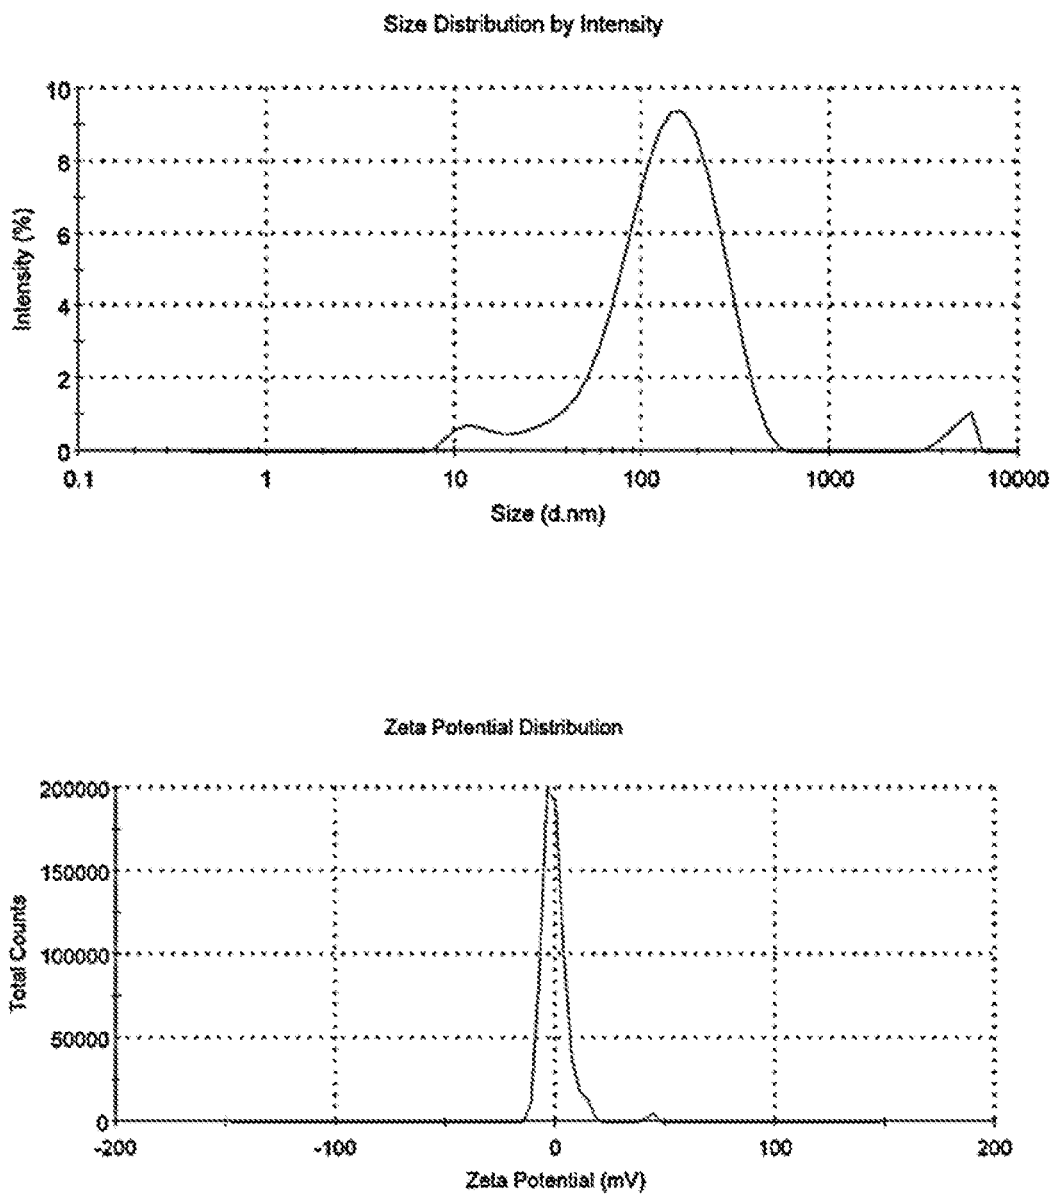 Size Distribution by Intensity
10
8
6
4
2
0
Intensity (%)
0.1 1 10 100 1000 10000
Size (d.nm)
Zeta Potential Distribution
200000
150000
100000
50000
0
Total Counts
-200 -100 0 100 200
Zeta Potential (mV)